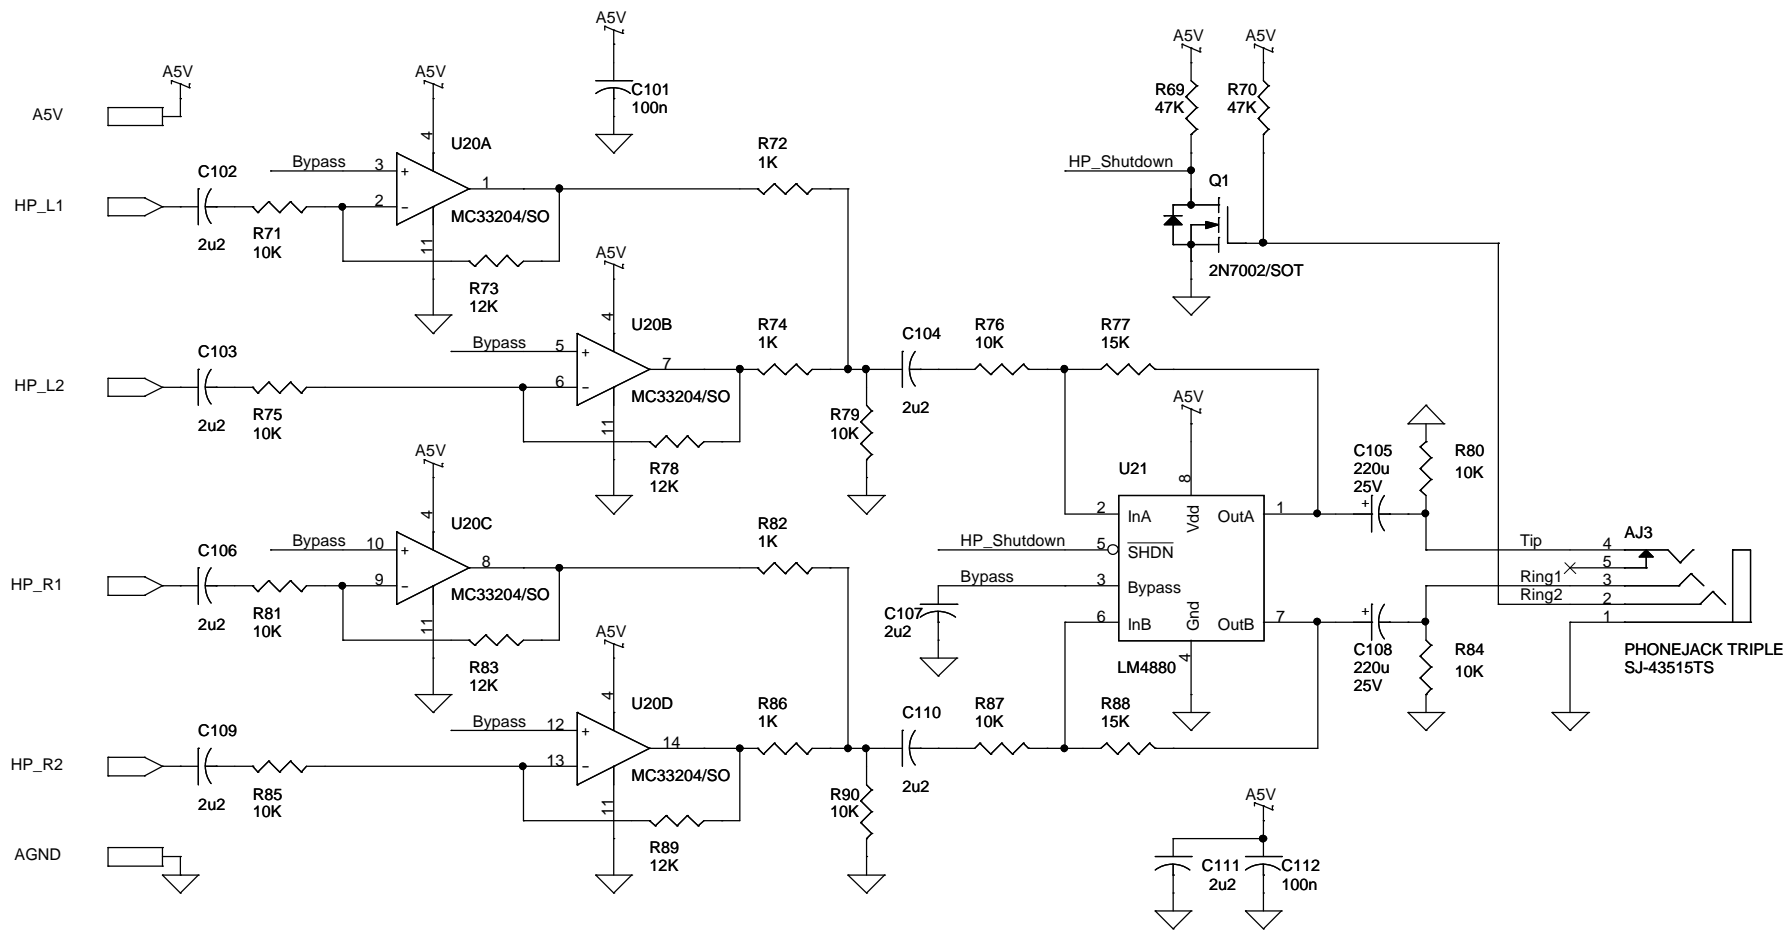 A5V
A5V
A5V
A5V
C101
100n
A5V
A5V
R69
47K
R70
47K
HP_Shutdown
Q1
2N7002/SOT
HP_L1
C102
2u2
R71
10K
Bypass
3
2
4
11
1
U20A
MC33204/SO
R73
12K
R72
1K
HP_L2
C103
2u2
R75
10K
A5V
Bypass
5
6
4
11
7
U20B
MC33204/SO
R78
12K
R74
1K
R79
10K
C104
2u2
R76
10K
R77
15K
A5V
HP_R1
C106
2u2
R81
10K
A5V
Bypass
10
9
4
11
8
U20C
MC33204/SO
R83
12K
R82
1K
U21
8
2
InA
Vdd
OutA
1
HP_Shutdown
5
SHDN
Bypass
3
Bypass
C107
2u2
6
InB
Gnd
OutB
7
LM4880
4
C105
220u
25V
R80
10K
C108
220u
25V
R84
10K
Tip
4
5
Ring1
3
Ring2
2
1
AJ3
PHONEJACK TRIPLE
SJ-43515TS
HP_R2
C109
2u2
R85
10K
A5V
Bypass
12
13
4
11
14
U20D
MC33204/SO
R89
12K
R86
1K
R90
10K
C110
2u2
R87
10K
R88
15K
AGND
A5V
C111
2u2
C112
100n